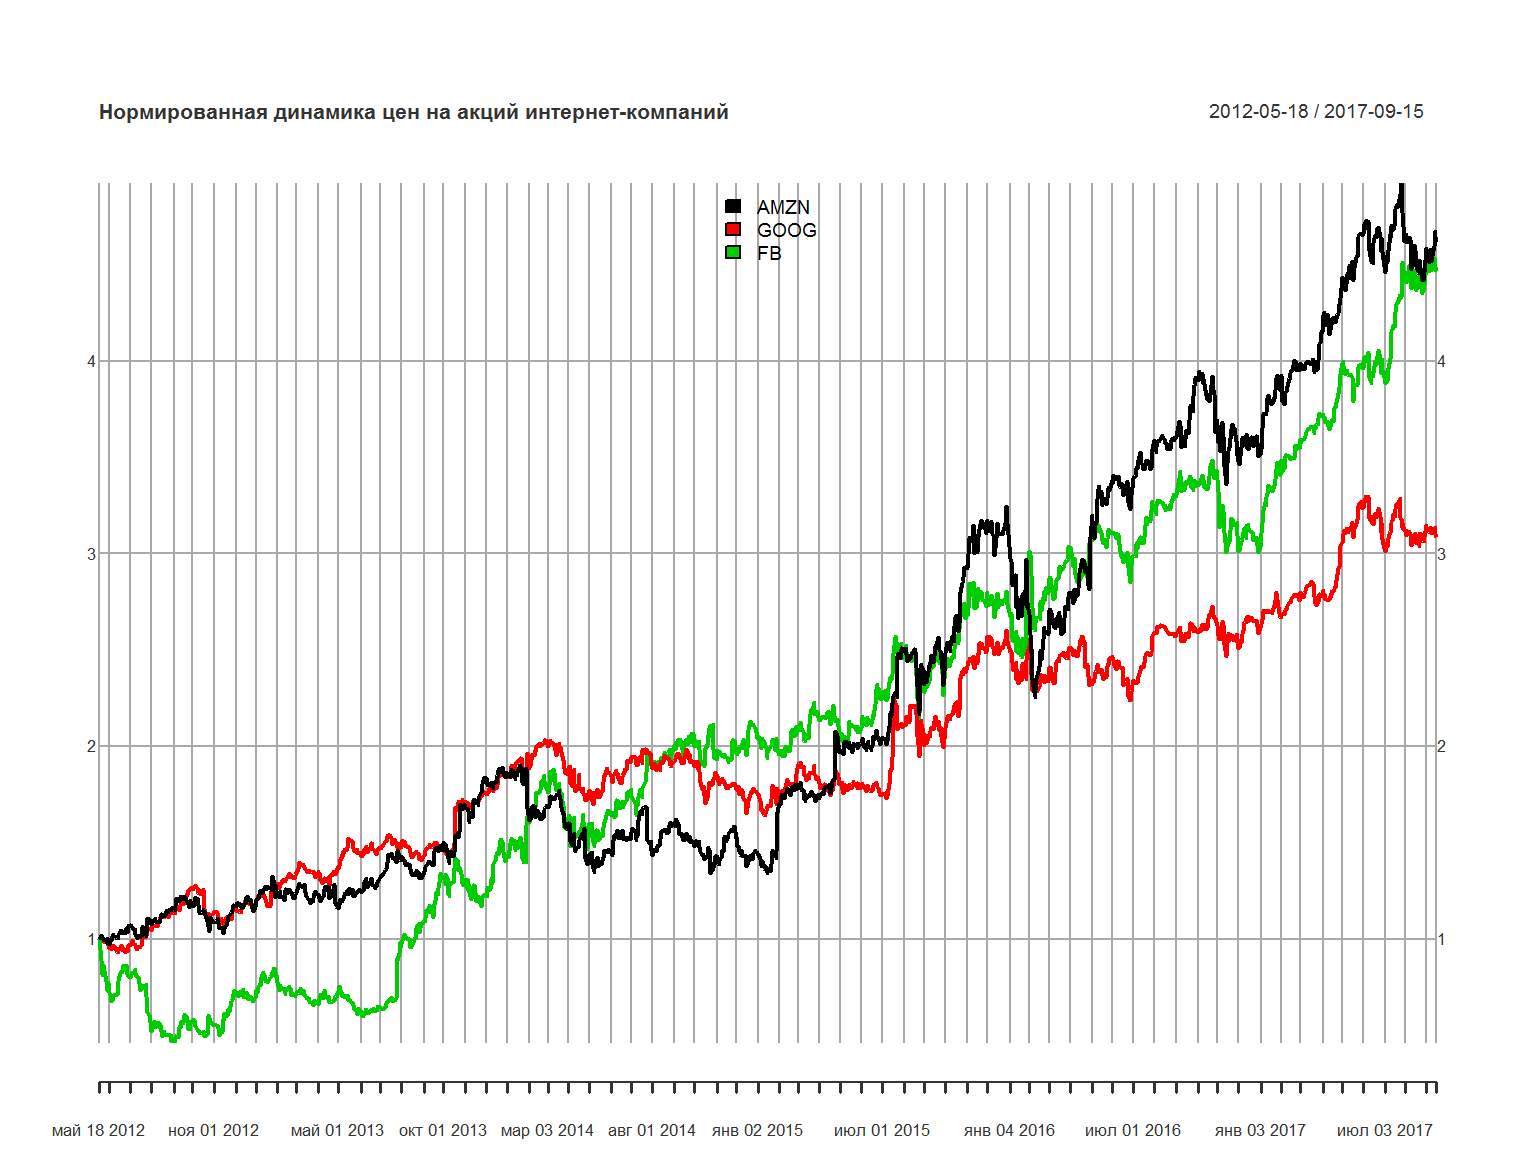 Нормированная динамика цен на акций интернет-компаний
2012-05-18 / 2017-09-15
AMZN
GOOG
FB
4 4
3 3
2 2
1 1
май 18 2012 ноя 01 2012 май 01 2013 окт 01 2013 мар 03 2014 авг 01 2014 янв 02 2015 июл 01 2015 янв 04 2016 июл 01 2016 янв 03 2017 июл 03 2017